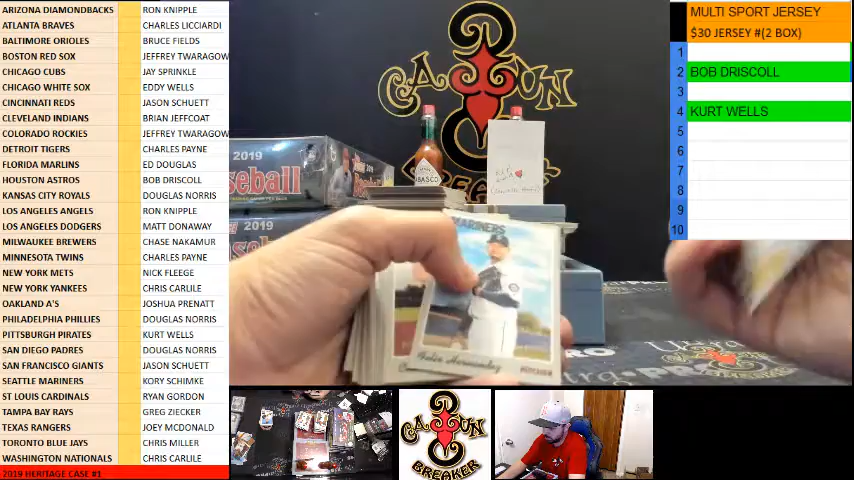 ARIZONA DIAMONDBACKS RON KNIPPLE
ATLANTA BRAVES CHARLES LICCIARDI
BALTIMORE ORIOLES BRUCE FIELDS
BOSTON RED SOX JEFFREY TWARAGOW
CHICAGO CUBS JAY SPRINKLE
CHICAGO WHITE SOX EDDY WELLS
CINCINNATI REDS JASON SCHUETT
CLEVELAND INDIANS BRIAN JEFFCOAT
COLORADO ROCKIES JEFFREY TWARAGOW
DETROIT TIGERS CHARLES PAYNE
FLORIDA MARLINS ED DOUGLAS
HOUSTON ASTROS BOB DRISCOLL
KANSAS CITY ROYALS DOUGLAS NORRIS
LOS ANGELES ANGELS RON KNIPPLE
LOS ANGELES DODGERS MATT DONAWAY
MILWAUKEE BREWERS CHASE NAKAMUR
MINNESOTA TWINS CHARLES PAYNE
NEW YORK METS NICK FLEEGE
NEW YORK YANKEES CHRIS CARLILE
OAKLAND A'S JOSHUA PRENATT
PHILADELPHIA PHILLIES DOUGLAS NORRIS
PITTSBURGH PIRATES KURT WELLS
SAN DIEGO PADRES DOUGLAS NORRIS
SAN FRANCISCO GIANTS JASON SCHUETT
SEATTLE MARINERS KORY SCHIMKE
ST LOUIS CARDINALS RYAN GORDON
TAMPA BAY RAYS GREG ZIECKER
TEXAS RANGERS JOEY MCDONALD
TORONTO BLUE JAYS CHRIS MILLER
WASHINGTON NATIONALS CHRIS CARLILE
2019 HERITAGE CASE #1
CAJUN
BREAKER
2019
seball
2019
TABASCO
MARINERS
Felix Hernandez
PITCHER
MULTI SPORT JERSEY
$30 JERSEY #(2 BOX)
1
2 BOB DRISCOLL
3
4 KURT WELLS
5
6
7
8
9
10
CAJUN
BREAKER